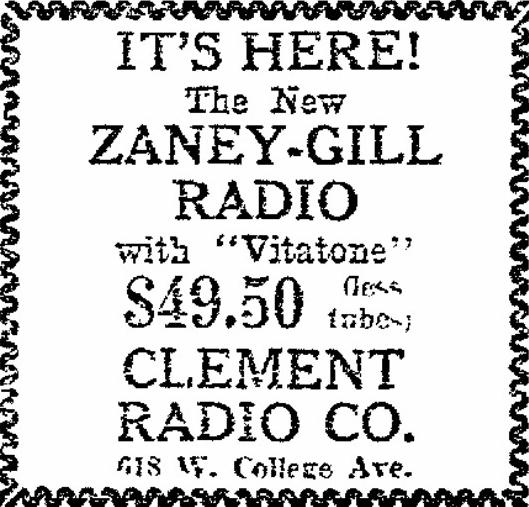 IT'S HERE!
The New
ZANEY-GILL
RADIO
with "Vitatone"
$49.50 (less
tubes)
CLEMENT
RADIO CO.
618 W. College Ave.